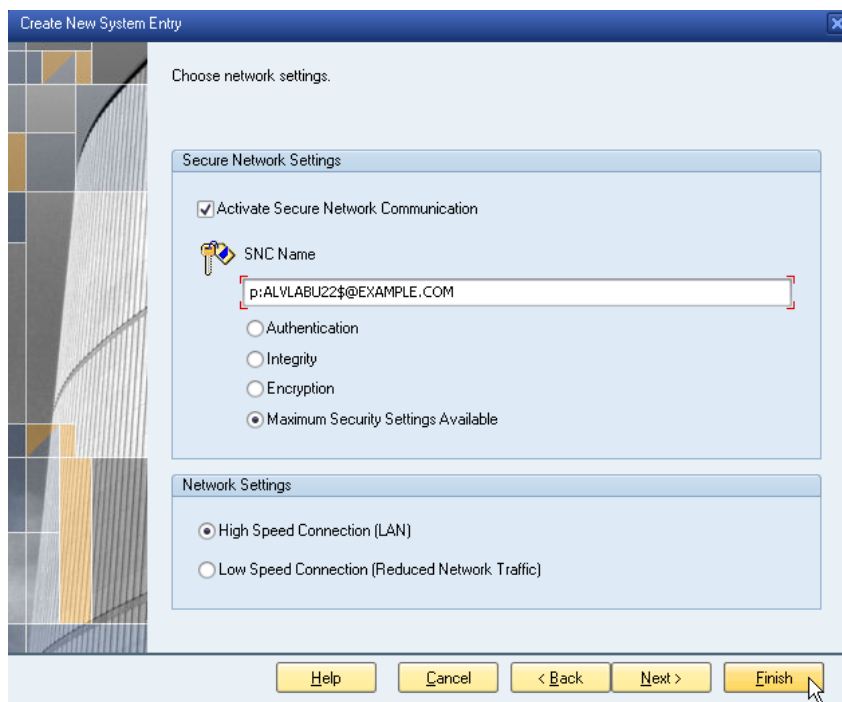 Create New System Entry
Choose network settings.
Secure Network Settings
Activate Secure Network Communication
SNC Name
p:ALVLABU22$@EXAMPLE.COM
Authentication
Integrity
Encryption
Maximum Security Settings Available
Network Settings
High Speed Connection (LAN)
Low Speed Connection (Reduced Network Traffic)
Help Cancel < Back Next > Finish